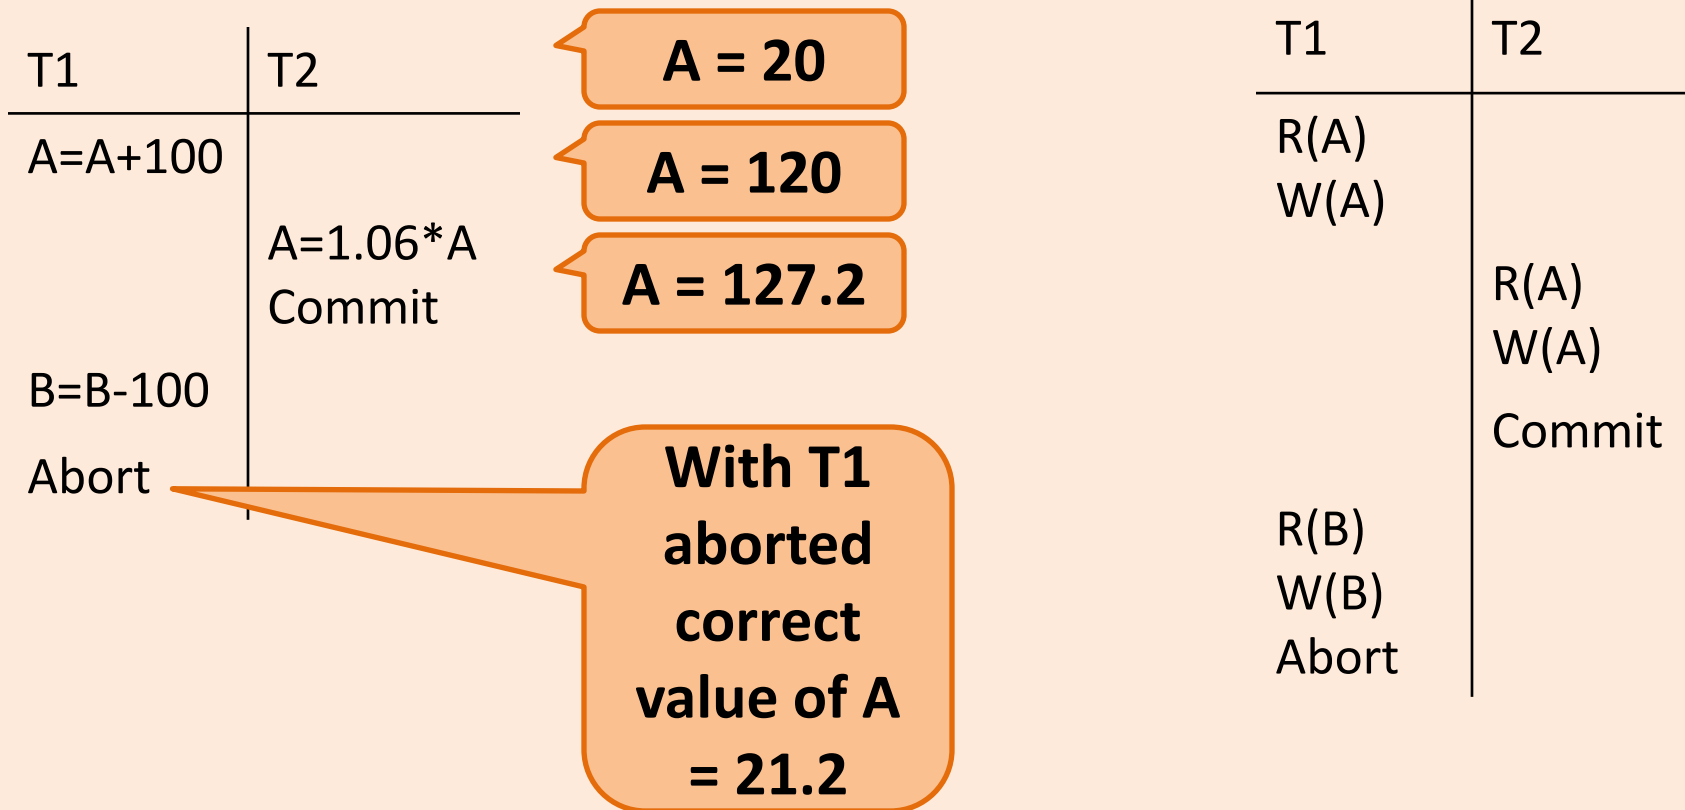 T1
T2
A=A+100
A=1.06*A
Commit
B=B-100
Abort
A = 20
A = 120
A = 127.2
With T1
aborted
correct
value of A
= 21.2
T1
T2
R(A)
W(A)
R(A)
W(A)
Commit
R(B)
W(B)
Abort